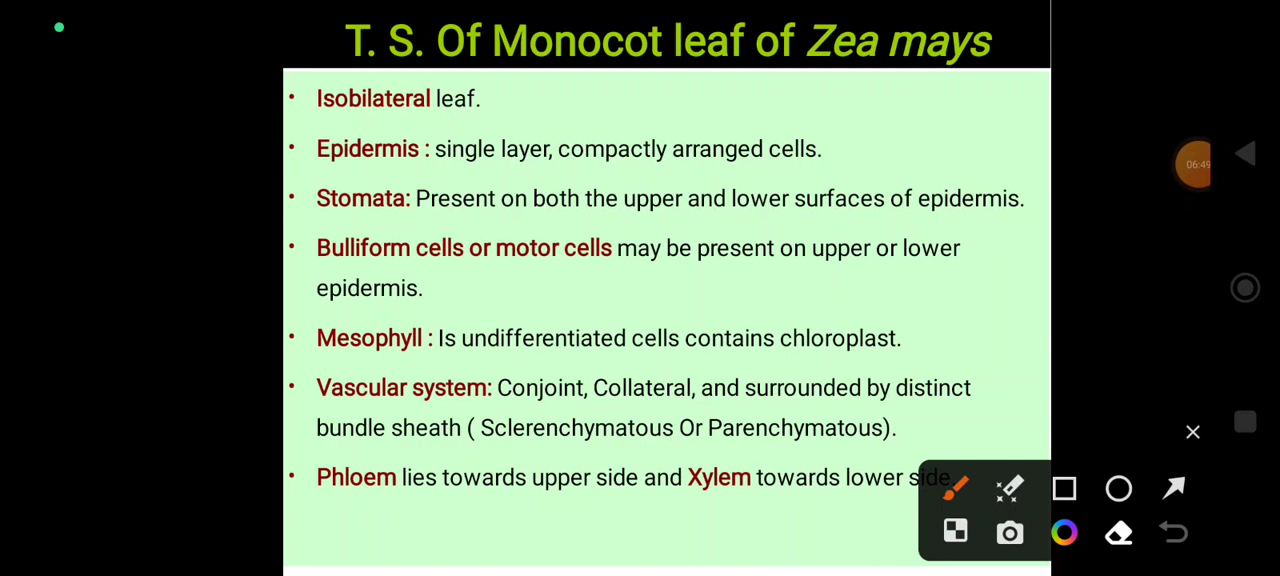 T. S. Of Monocot leaf of Zea mays
• Isobilateral leaf.
• Epidermis : single layer, compactly arranged cells.
• Stomata: Present on both the upper and lower surfaces of epidermis.
• Bulliform cells or motor cells may be present on upper or lower
epidermis.
• Mesophyll : Is undifferentiated cells contains chloroplast.
• Vascular system: Conjoint, Collateral, and surrounded by distinct
bundle sheath ( Sclerenchymatous Or Parenchymatous).
• Phloem lies towards upper side and Xylem towards lower side.
06:49